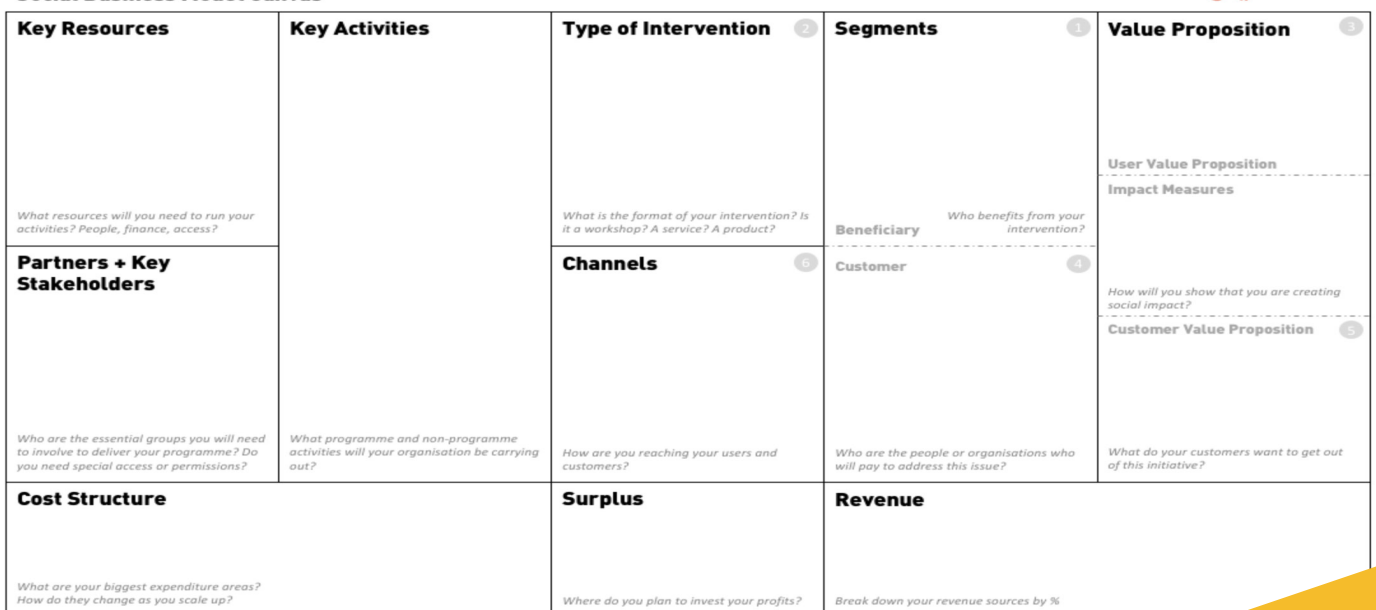 Key Resources
What resources will you need to run your
activities? People, finance, access?
Partners + Key
Stakeholders
Who are the essential groups you will need
to involve to deliver your programme? Do
you need special access or permissions?
Key Activities
What programme and non-programme
activities will your organisation be carrying
out?
Type of Intervention 2
What is the format of your intervention? Is
it a workshop? A service? A product?
Channels 6
How are you reaching your users and
customers?
Segments 1
Who benefits from your
intervention?
Beneficiary
Customer 4
Who are the people or organisations who
will pay to address this issue?
Value Proposition 3
User Value Proposition
Impact Measures
How will you show that you are creating
social impact?
Customer Value Proposition 5
What do your customers want to get out
of this initiative?
Cost Structure
What are your biggest expenditure areas?
How do they change as you scale up?
Surplus
Where do you plan to invest your profits?
Revenue
Break down your revenue sources by %